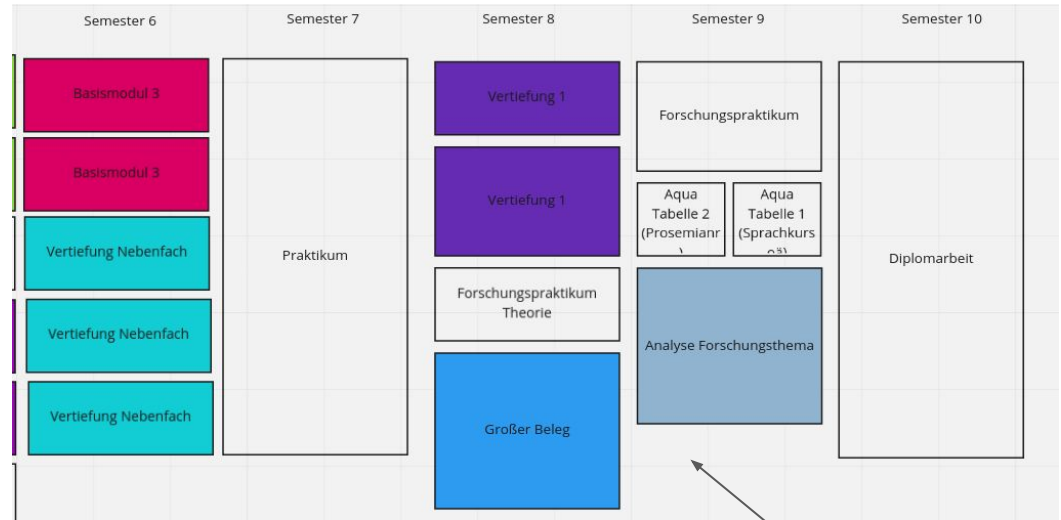 Semester 6
Semester 7
Semester 8
Semester 9
Semester 10
Basismodul 3
Basismodul 3
Vertiefung Nebenfach
Vertiefung Nebenfach
Vertiefung Nebenfach
Praktikum
Vertiefung 1
Vertiefung 1
Forschungspraktikum
Theorie
Großer Beleg
Forschungspraktikum
Aqua
Tabelle 2
(Prosemianr
Aqua
Tabelle 1
(Sprachkurs
Analyse Forschungsthema
Diplomarbeit